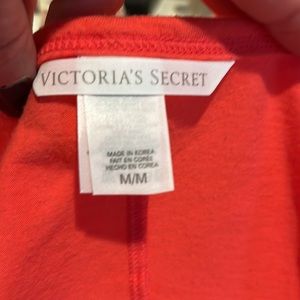 VICTORIA'S SECRET
MADE IN KOREA
FAIT EN CORÉE
HECHO EN COREA
M/M